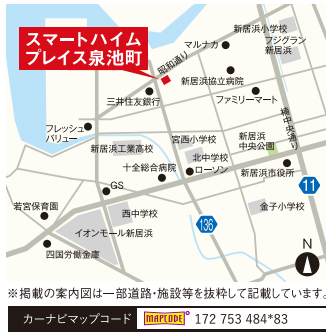 スマートハイム
プレイス泉池町
昭和通り
マルナカ
新居浜小学校
フジグラン
新居浜
新居浜協立病院
三井住友銀行
ファミリーマート
楠中央通り
フレッシュ
バリュー
新居浜工業高校
宮西小学校
新居浜
中央公園
北中学校
十全総合病院
ローソン
新居浜市役所
GS
11
若宮保育園
西中学校
金子小学校
136
イオンモール新居浜
四国労働金庫
N
※掲載の案内図は一部道路・施設等を抜粋して記載しています。
カーナビマップコード MAPCODE 172 753 484*83